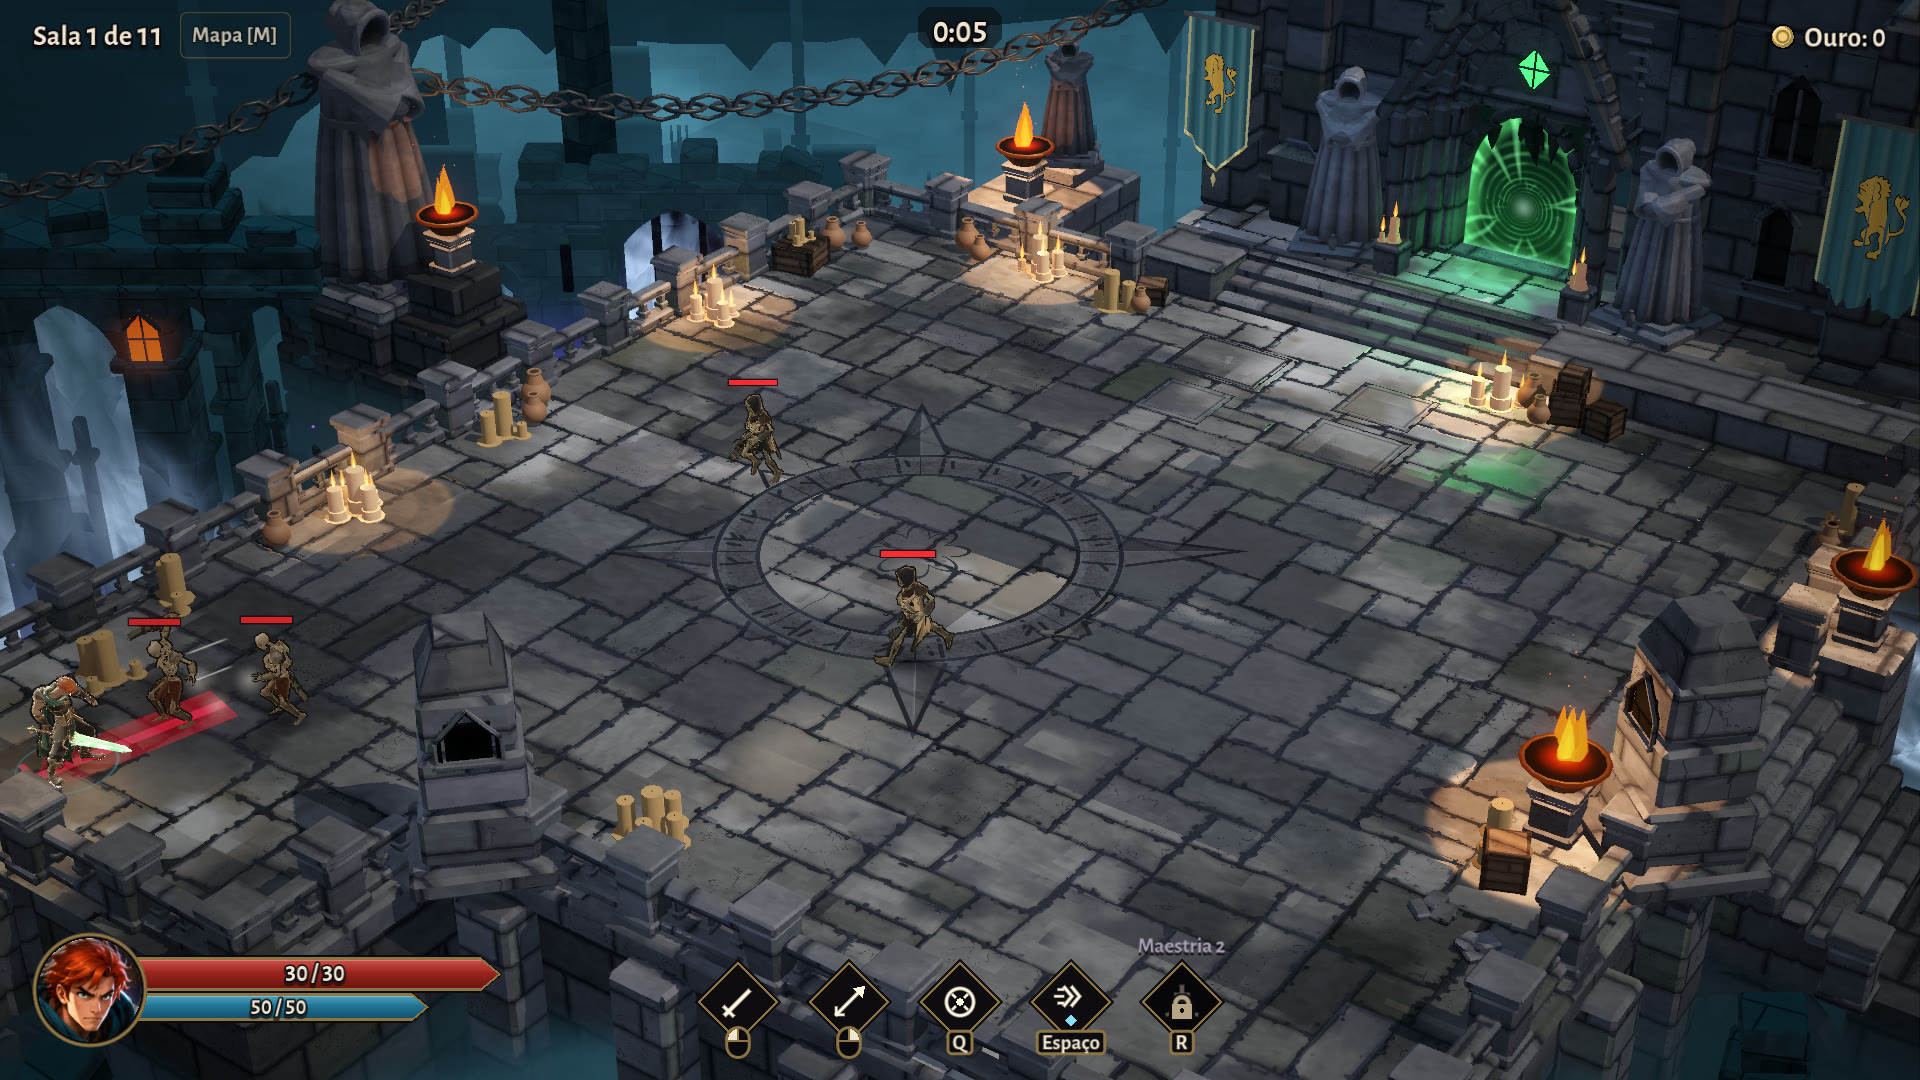 Sala 1 de 11
Mapa [M]
0:05
Ouro: 0
30/30
50/50
Maestria 2
Q
Espaço
R